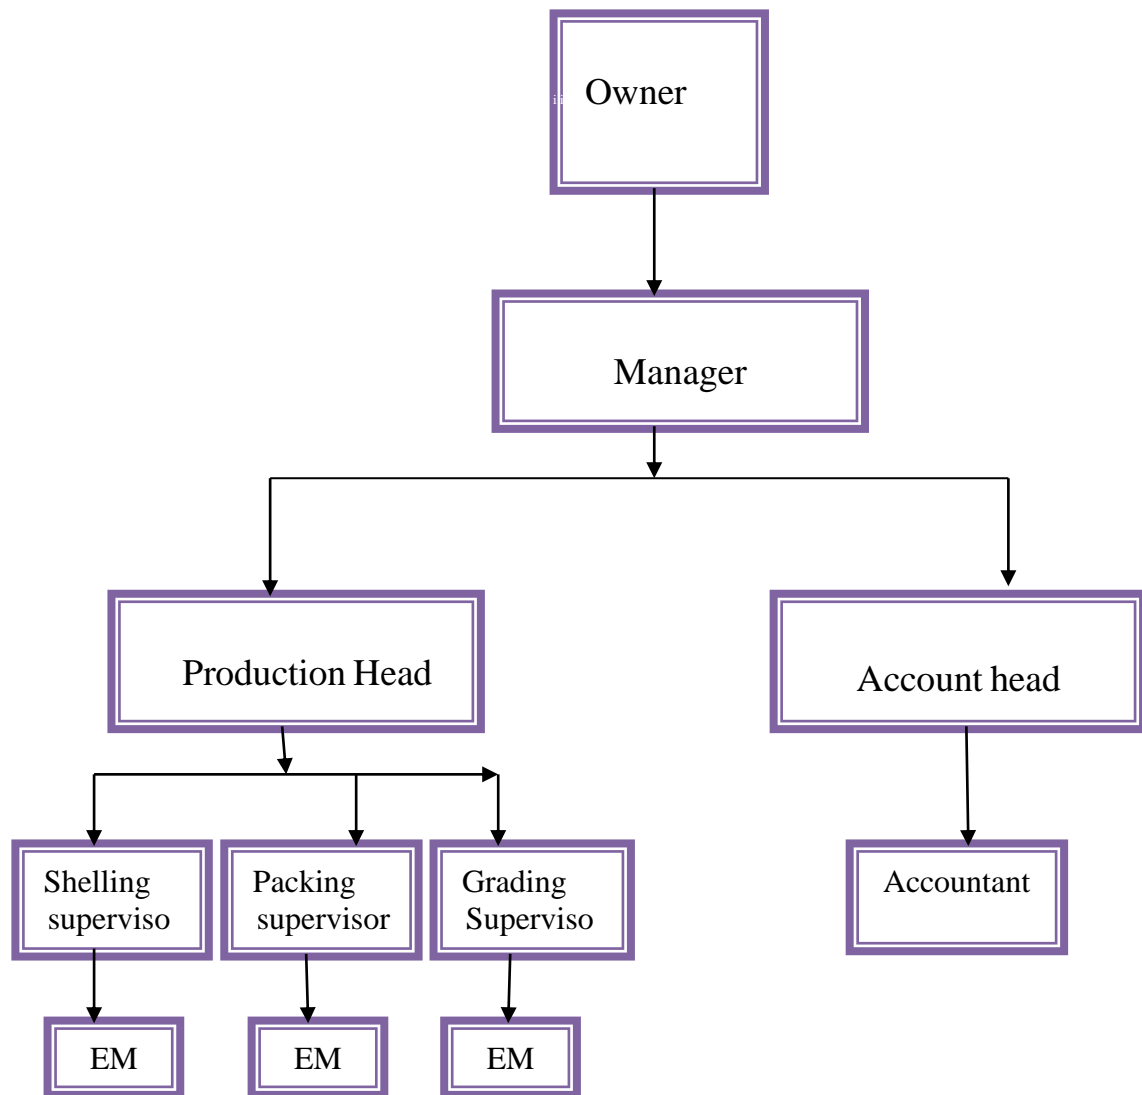 Owner
Manager
Production Head
Account head
Shelling
superviso
Packing
supervisor
Grading
Superviso
Accountant
EM
EM
EM